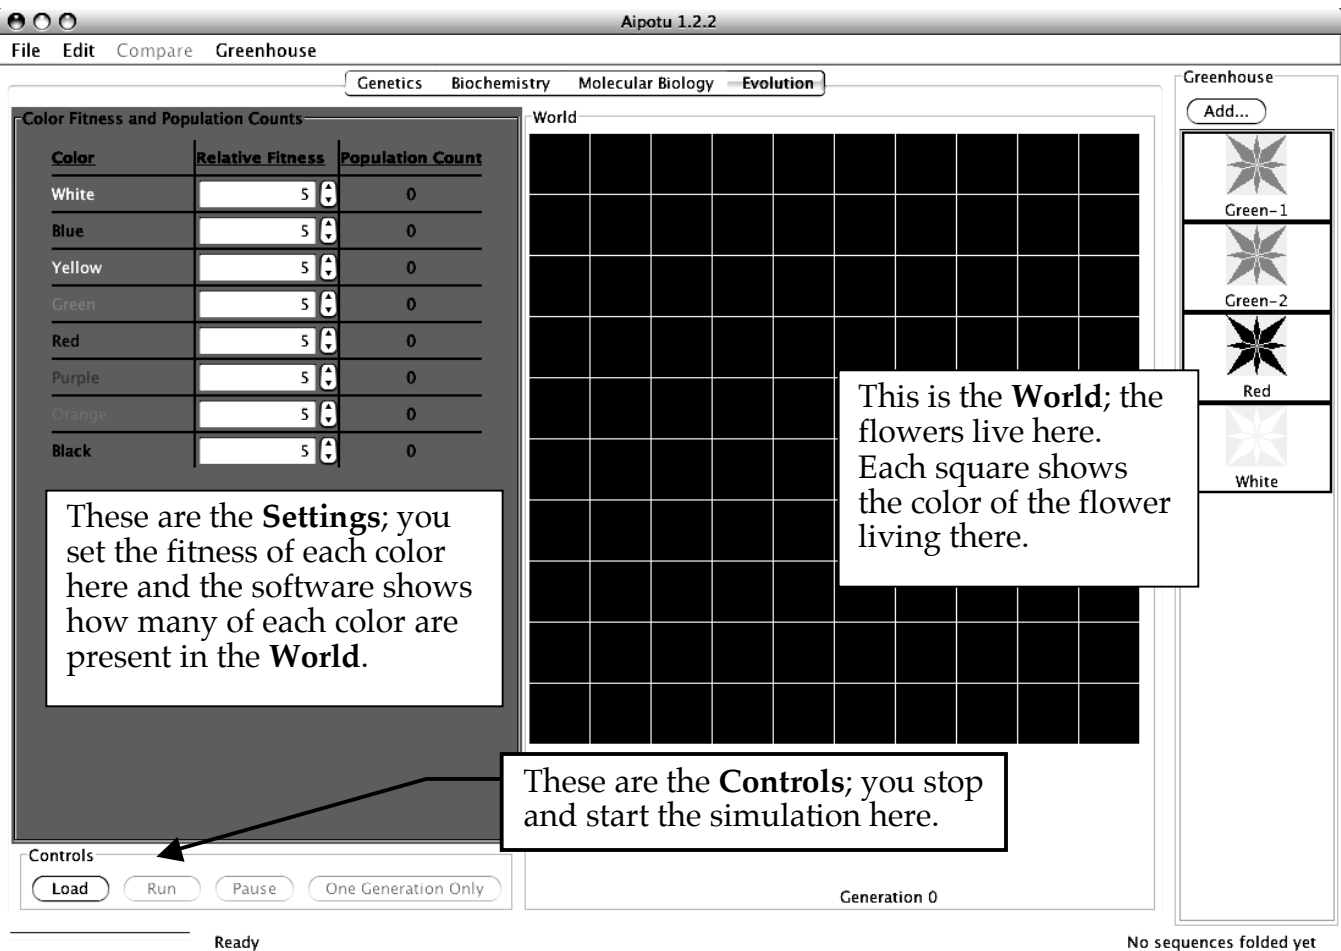 Aipotu 1.2.2
File Edit Compare Greenhouse
Genetics Biochemistry Molecular Biology Evolution
Color Fitness and Population Counts
Color Relative Fitness Population Count
White 5 0
Blue 5 0
Yellow 5 0
Green 5 0
Red 5 0
Purple 5 0
Orange 5 0
Black 5 0
These are the Settings; you
set the fitness of each color
here and the software shows
how many of each color are
present in the World.
World
This is the World; the
flowers live here.
Each square shows
the color of the flower
living there.
Greenhouse
Add...
Green-1
Green-2
Red
White
These are the Controls; you stop
and start the simulation here.
Controls
Load Run Pause One Generation Only
Generation 0
Ready
No sequences folded yet